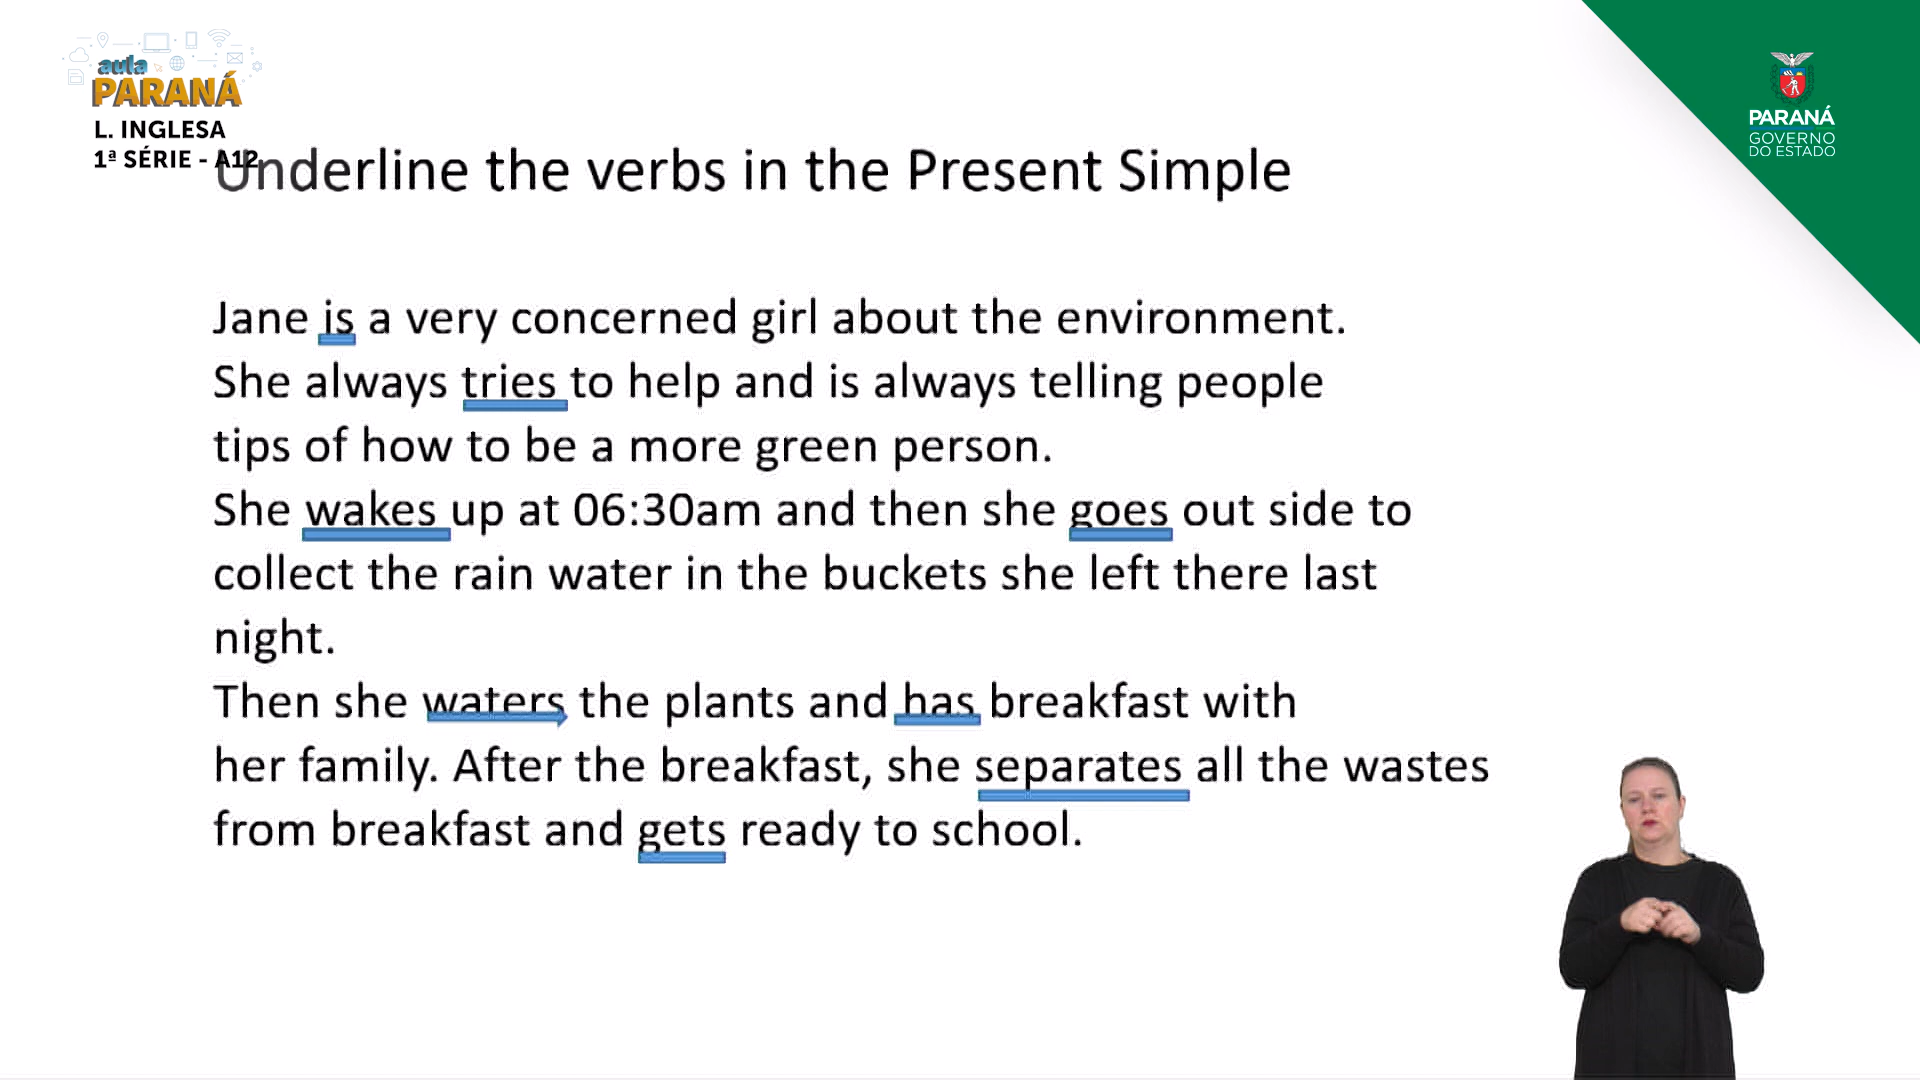 aula
PARANÁ
L. INGLESA
1ª SÉRIE - A12
PARANÁ
GOVERNO
DO ESTADO
Underline the verbs in the Present Simple
Jane is a very concerned girl about the environment.
She always tries to help and is always telling people
tips of how to be a more green person.
She wakes up at 06:30am and then she goes out side to
collect the rain water in the buckets she left there last
night.
Then she waters the plants and has breakfast with
her family. After the breakfast, she separates all the wastes
from breakfast and gets ready to school.